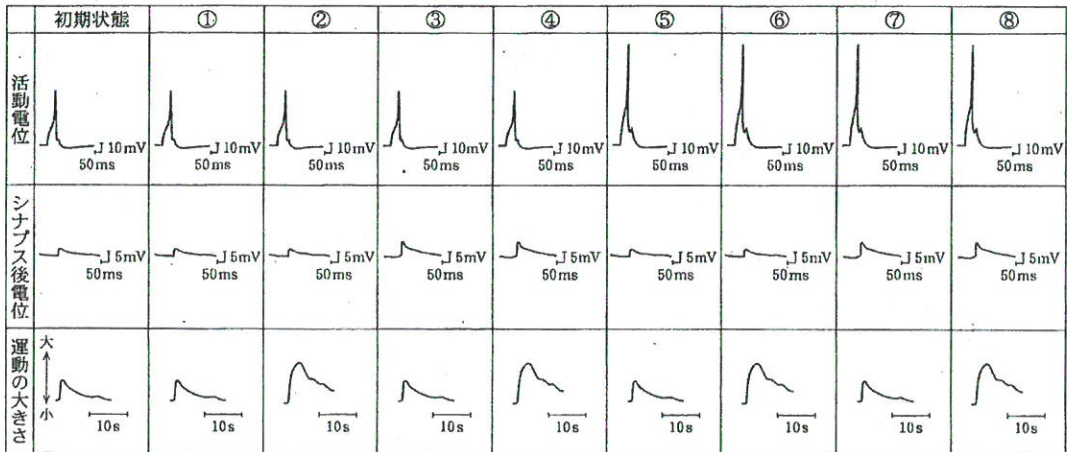 初期状態 ① ② ③ ④ ⑤ ⑥ ⑦ ⑧
活動電位
10mV 10mV 10mV 10mV 10mV 10mV 10mV 10mV 10mV
50ms 50ms 50ms 50ms 50ms 50ms 50ms 50ms 50ms
シナプス後電位
5mV 5mV 5mV 5mV 5mV 5mV 5mV 5mV 5mV
50ms 50ms 50ms 50ms 50ms 50ms 50ms 50ms 50ms
運動の大きさ
大
小
10s 10s 10s 10s 10s 10s 10s 10s 10s